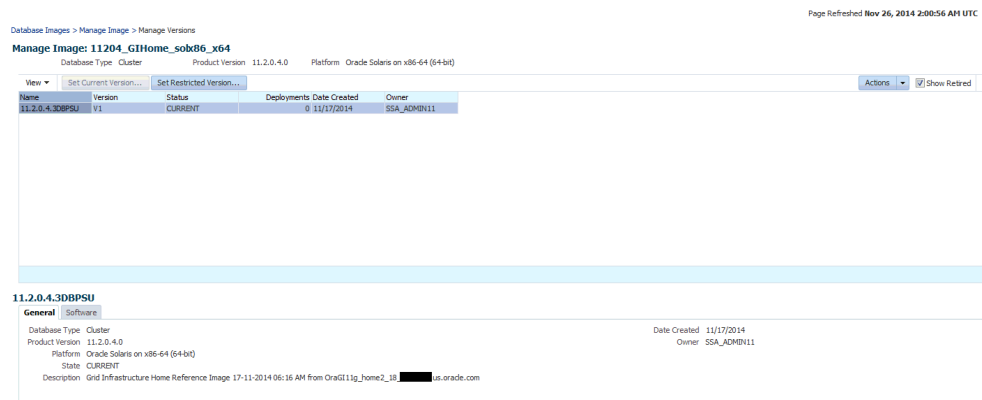 Page Refreshed Nov 26, 2014 2:00:56 AM UTC
Database Images > Manage Image > Manage Versions
Manage Image: 11204_GIHome_solx86_x64
Database Type Cluster Product Version 11.2.0.4.0 Platform Oracle Solaris on x86-64 (64-bit)
View Set Current Version... Set Restricted Version... Actions Show Retired
Name Version Status Deployments Date Created Owner
11.2.0.4.3DBPSU V1 CURRENT 0 11/17/2014 SSA_ADMIN11
11.2.0.4.3DBPSU
General Software
Database Type Cluster Date Created 11/17/2014
Product Version 11.2.0.4.0 Owner SSA_ADMIN11
Platform Oracle Solaris on x86-64 (64-bit)
State CURRENT
Description Grid Infrastructure Home Reference Image 17-11-2014 06:16 AM from OraGI11g_home2_18_ us.oracle.com